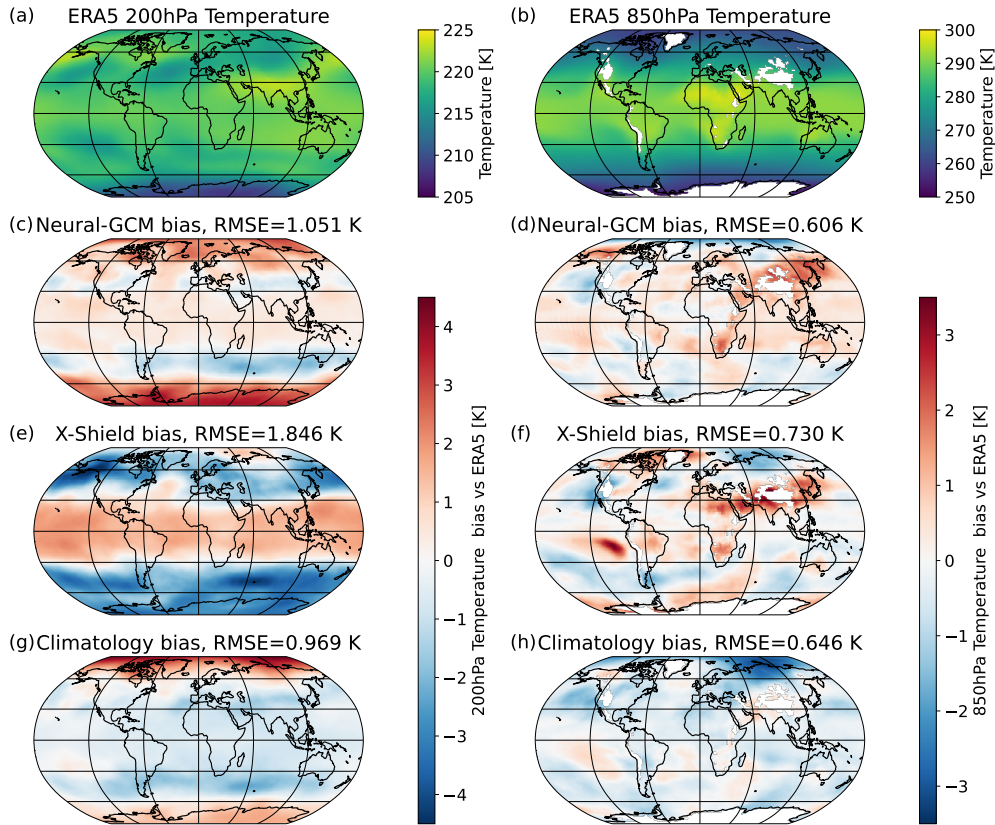 (a) ERA5 200hPa Temperature
225
220
215
210
205
Temperature [K]
(b) ERA5 850hPa Temperature
300
290
280
270
260
250
Temperature [K]
(c) Neural-GCM bias, RMSE=1.051 K
(d) Neural-GCM bias, RMSE=0.606 K
(e) X-Shield bias, RMSE=1.846 K
(f) X-Shield bias, RMSE=0.730 K
(g) Climatology bias, RMSE=0.969 K
(h) Climatology bias, RMSE=0.646 K
4
3
2
1
0
−1
−2
−3
−4
200hPa Temperature bias vs ERA5 [K]
3
2
1
0
−1
−2
−3
850hPa Temperature bias vs ERA5 [K]